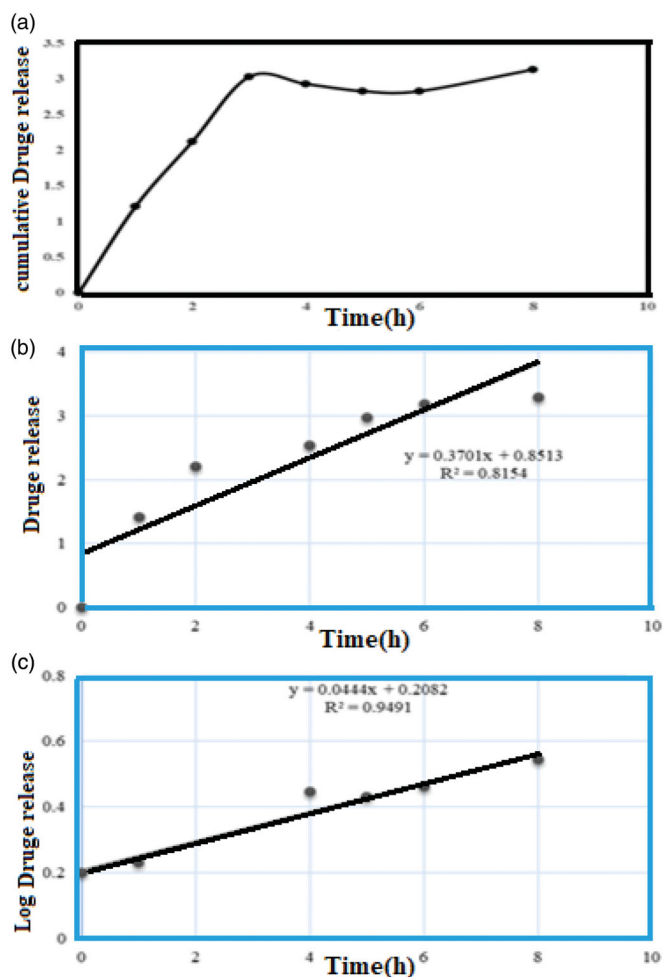 (a)
cumulative Druge release
3.5
3
2.5
2
1.5
1
0.5
0
0 2 4 6 8 10
Time(h)
(b)
Druge release
4
3
2
1
0
y = 0.3701x + 0.8513
R² = 0.8154
0 2 4 6 8 10
Time(h)
(c)
Log Druge release
0.8
0.6
0.4
0.2
0
y = 0.0444x + 0.2082
R² = 0.9491
0 2 4 6 8 10
Time(h)